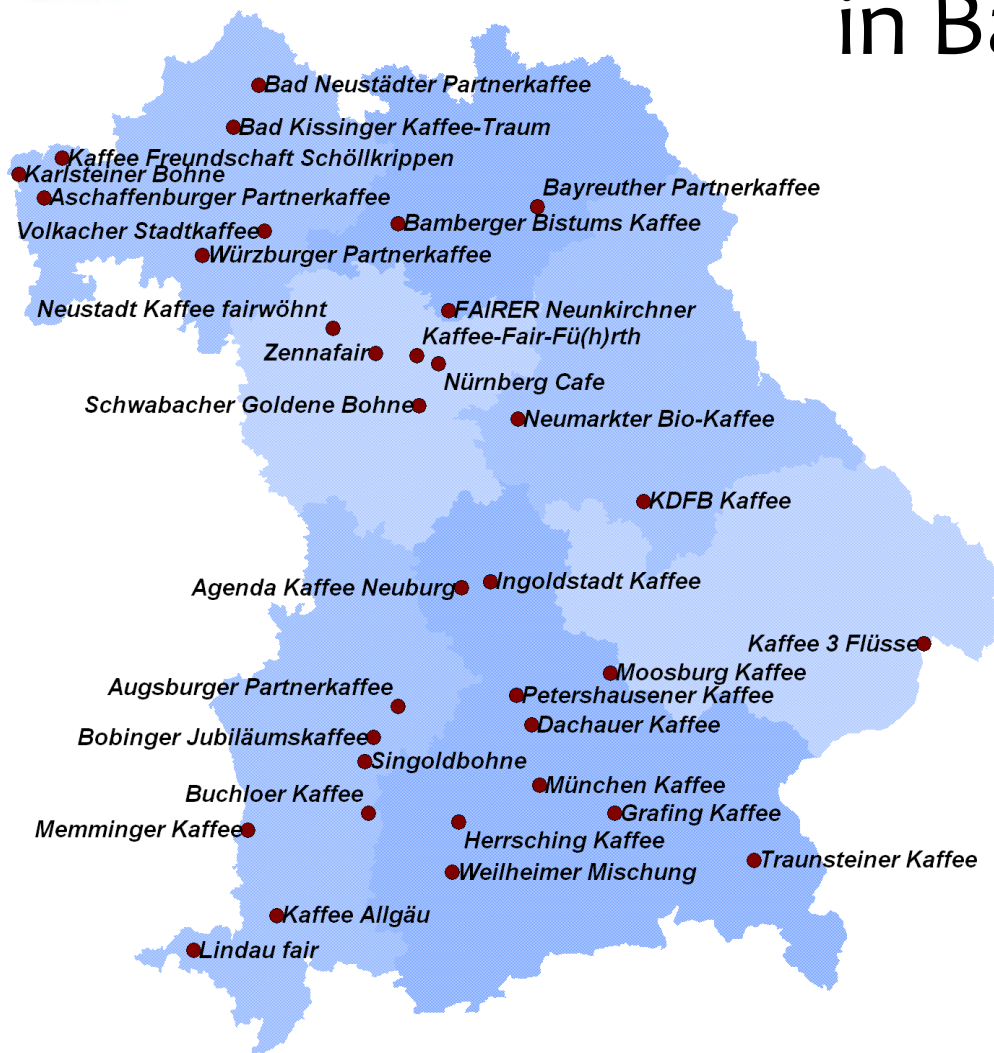 in Ba
Bad Neustädter Partnerkaffee
Bad Kissinger Kaffee-Traum
Kaffee Freundschaft Schöllkrippen
Karlsteiner Bohne
Aschaffenburger Partnerkaffee
Bayreuther Partnerkaffee
Volkacher Stadtkaffee
Bamberger Bistums Kaffee
Würzburger Partnerkaffee
Neustadt Kaffee fairwöhnt
FAIRER Neunkirchner
Kaffee-Fair-Fü(h)rth
Zennafair
Nürnberg Cafe
Schwabacher Goldene Bohne
Neumarkter Bio-Kaffee
KDFB Kaffee
Agenda Kaffee Neuburg
Ingoldstadt Kaffee
Kaffee 3 Flüsse
Moosburg Kaffee
Augsburger Partnerkaffee
Petershausener Kaffee
Dachauer Kaffee
Bobinger Jubiläumskaffee
Singoldbohne
München Kaffee
Buchloer Kaffee
Grafing Kaffee
Memminger Kaffee
Herrsching Kaffee
Traunsteiner Kaffee
Weilheimer Mischung
Kaffee Allgäu
Lindau fair